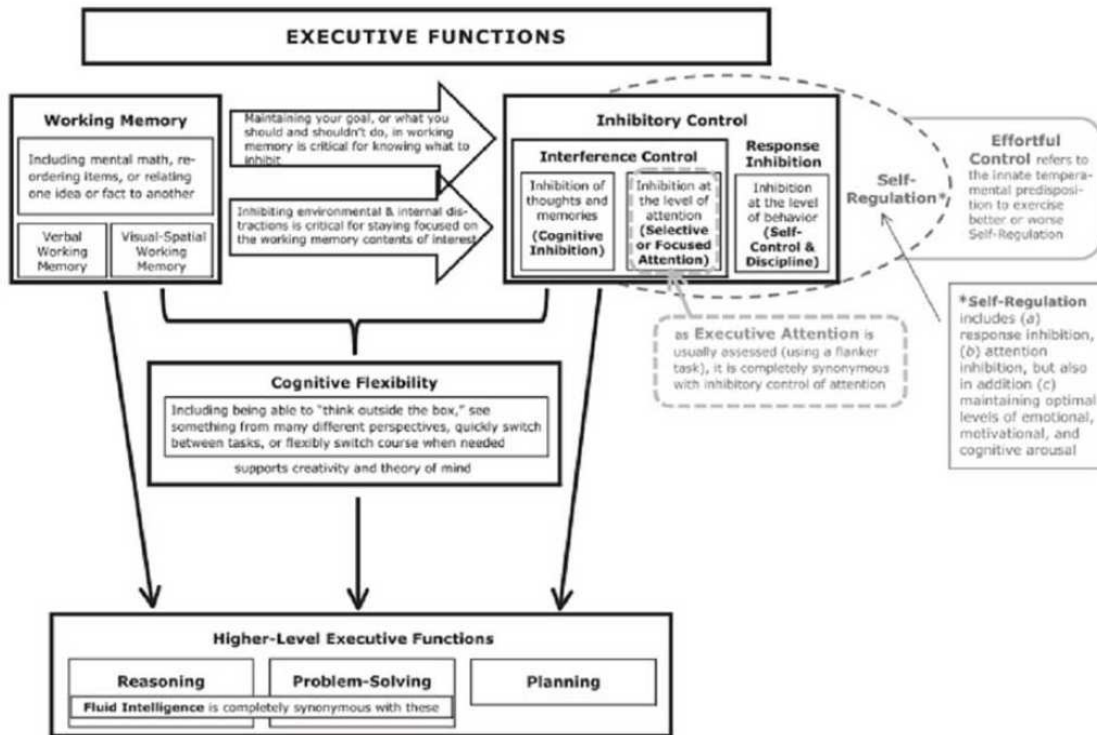 EXECUTIVE FUNCTIONS
Working Memory
Including mental math, re-
ordering items, or relating
one idea or fact to another
Verbal
Working
Memory
Visual-Spatial
Working
Memory
Maintaining your goal, or what you
should and shouldn't do, in working
memory is critical for knowing what to
inhibit
Inhibiting environmental & internal dis-
tractions is critical for staying focused on
the working memory contents of interest
Inhibitory Control
Interference Control
Inhibition of
thoughts and
memories
(Cognitive
Inhibition)
Inhibition at
the level of
attention
(Selective
or Focused
Attention)
Response
Inhibition
Inhibition
at the level
of behavior
(Self-
Control &
Discipline)
Self-
Regulation*
Effortful
Control refers to
the innate tempera-
mental predisposi-
tion to exercise
better or worse
Self-Regulation
*Self-Regulation
includes (a)
response inhibition,
(b) attention
inhibition, but also
in addition (c)
maintaining optimal
levels of emotional,
motivational, and
cognitive arousal
as Executive Attention is
usually assessed (using a flanker
task), it is completely synonymous
with inhibitory control of attention
Cognitive Flexibility
Including being able to "think outside the box," see
something from many different perspectives, quickly switch
between tasks, or flexibly switch course when needed
supports creativity and theory of mind
Higher-Level Executive Functions
Reasoning
Problem-Solving
Planning
Fluid Intelligence is completely synonymous with these